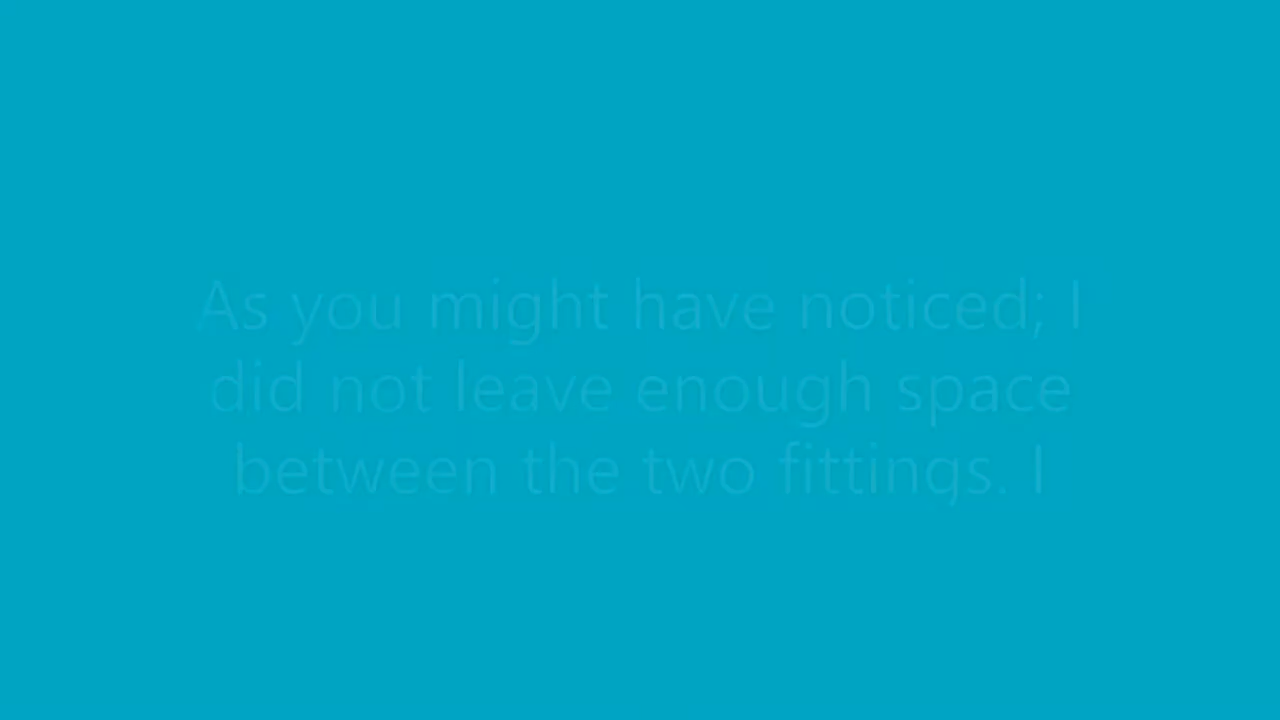 As you might have noticed; I
did not leave enough space
between the two fittings. I